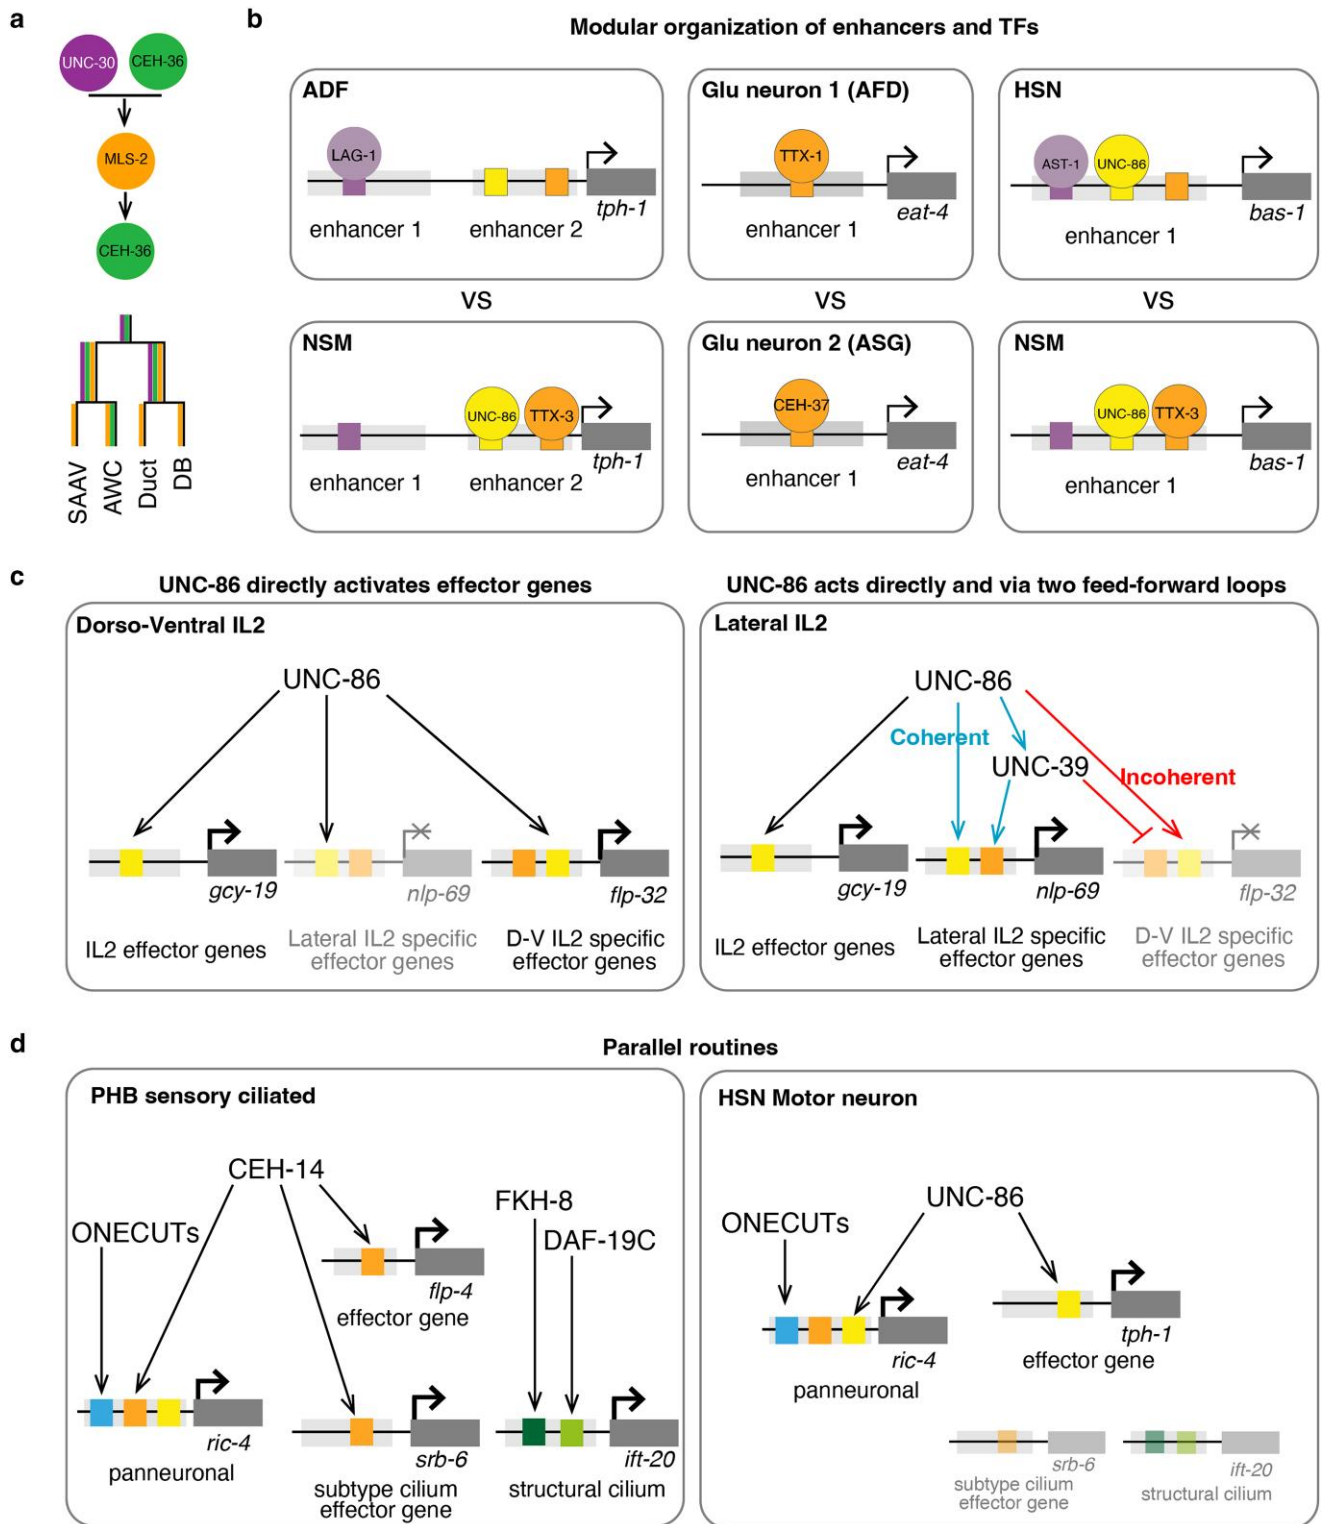 a
UNC-30
CEH-36
MLS-2
CEH-36
SAAV
AWC
Duct
DB
b
Modular organization of enhancers and TFs
ADF
LAG-1
tph-1
enhancer 1
enhancer 2
Glu neuron 1 (AFD)
TTX-1
eat-4
enhancer 1
HSN
AST-1
UNC-86
bas-1
enhancer 1
VS
VS
VS
NSM
UNC-86
TTX-3
tph-1
enhancer 1
enhancer 2
Glu neuron 2 (ASG)
CEH-37
eat-4
enhancer 1
NSM
UNC-86
TTX-3
bas-1
enhancer 1
c
UNC-86 directly activates effector genes
Dorso-Ventral IL2
UNC-86
gcy-19
nlp-69
flp-32
IL2 effector genes
Lateral IL2 specific
effector genes
D-V IL2 specific
effector genes
UNC-86 acts directly and via two feed-forward loops
Lateral IL2
UNC-86
Coherent
UNC-39
Incoherent
gcy-19
nlp-69
flp-32
IL2 effector genes
Lateral IL2 specific
effector genes
D-V IL2 specific
effector genes
d
Parallel routines
PHB sensory ciliated
CEH-14
FKH-8
ONECUTs
DAF-19C
flp-4
effector gene
ric-4
panneuronal
srb-6
subtype cilium
effector gene
ift-20
structural cilium
HSN Motor neuron
UNC-86
ONECUTs
ric-4
panneuronal
tph-1
effector gene
srb-6
subtype cilium
effector gene
ift-20
structural cilium